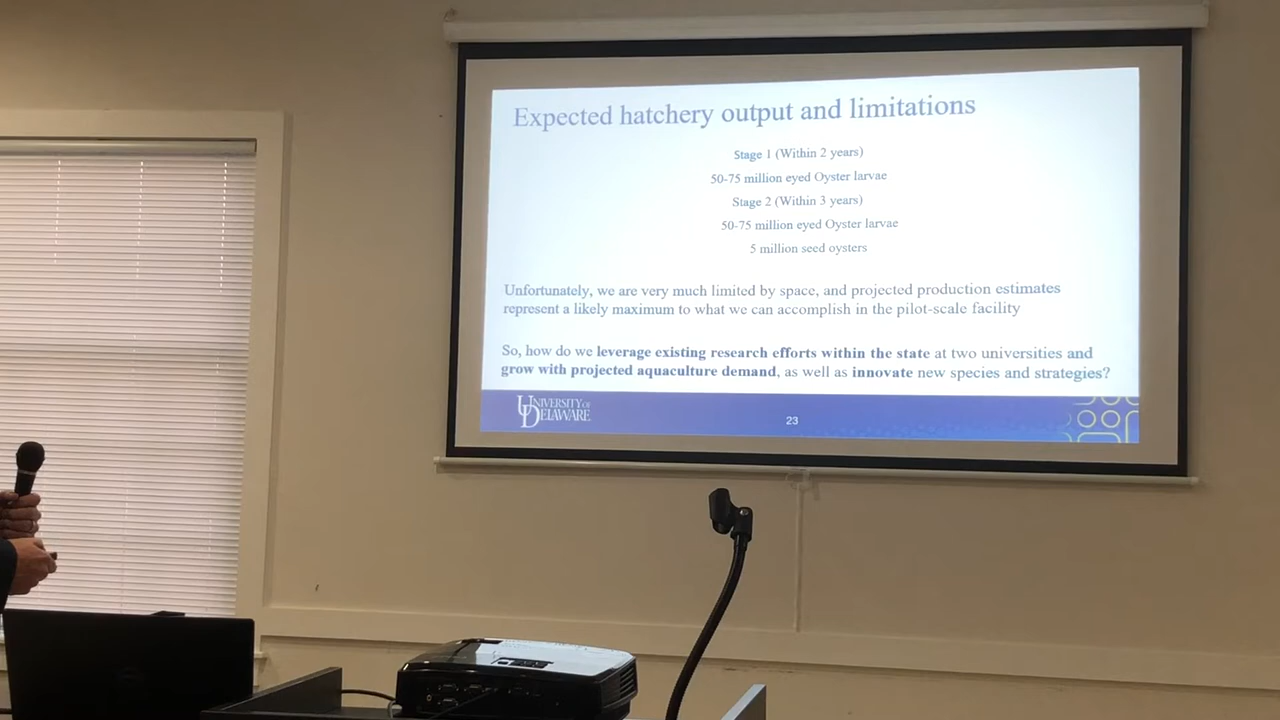 Expected hatchery output and limitations
Stage 1 (Within 2 years)
50-75 million eyed Oyster larvae
Stage 2 (Within 3 years)
50-75 million eyed Oyster larvae
5 million seed oysters
Unfortunately, we are very much limited by space, and projected production estimates
represent a likely maximum to what we can accomplish in the pilot-scale facility
So, how do we leverage existing research efforts within the state at two universities and
grow with projected aquaculture demand, as well as innovate new species and strategies?
UNIVERSITY OF
DELAWARE
23